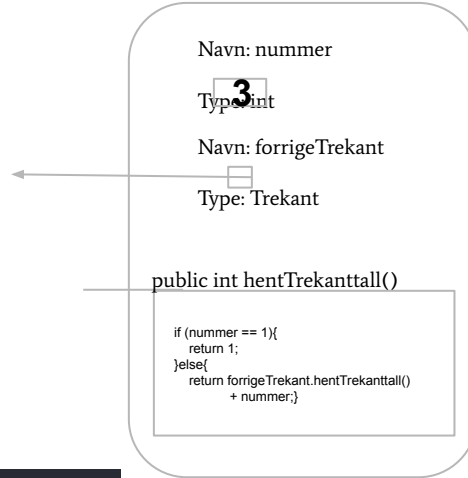 Navn: nummer
3
Type: int
Navn: forrigeTrekant
Type: Trekant
public int hentTrekanttall()
if (nummer == 1){
return 1;
}else{
return forrigeTrekant.hentTrekanttall()
+ nummer;}